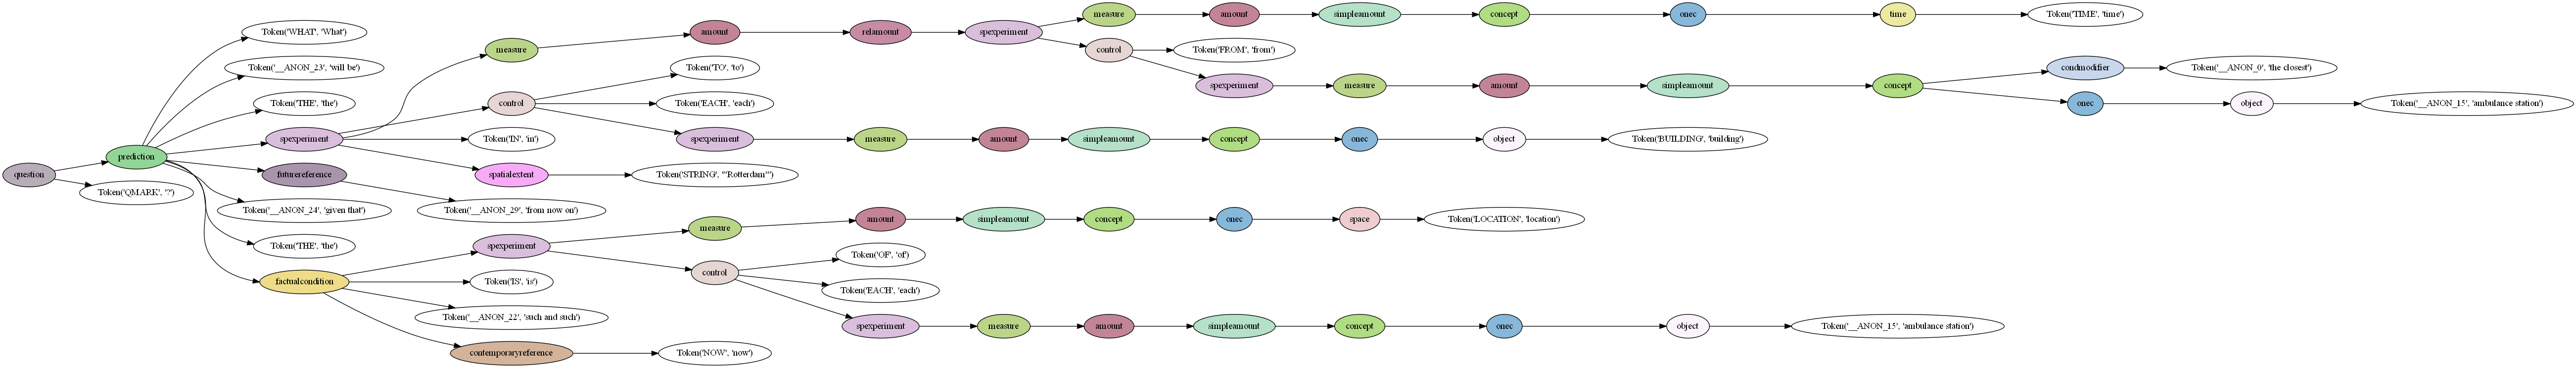 question
prediction
Token('QMARK', '?')
Token('WHAT', 'What')
Token('__ANON_23', 'will be')
Token('THE', 'the')
spexperiment
futurereference
Token('__ANON_24', 'given that')
Token('THE', 'the')
factualcondition
measure
control
Token('IN', 'in')
spatialextent
Token('__ANON_29', 'from now on')
spexperiment
Token('IS', 'is')
Token('__ANON_22', 'such and such')
contemporaryreference
amount
Token('TO', 'to')
Token('EACH', 'each')
spexperiment
Token('STRING', "'Rotterdam'")
measure
control
Token('NOW', 'now')
relamount
measure
amount
Token('OF', 'of')
Token('EACH', 'each')
spexperiment
spexperiment
amount
simpleamount
measure
measure
control
simpleamount
concept
amount
amount
Token('FROM', 'from')
spexperiment
concept
onec
simpleamount
simpleamount
measure
onec
space
concept
concept
amount
object
Token('LOCATION', 'location')
onec
onec
simpleamount
Token('BUILDING', 'building')
object
time
concept
Token('__ANON_15', 'ambulance station')
Token('TIME', 'time')
condmodifier
onec
Token('__ANON_0', 'the closest')
object
Token('__ANON_15', 'ambulance station')